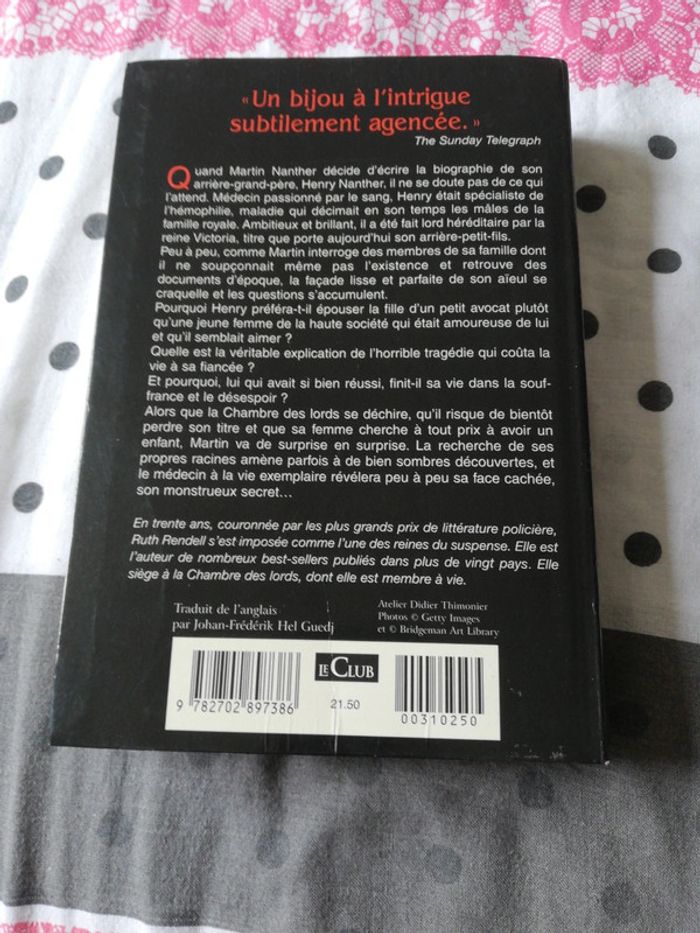 « Un bijou à l'intrigue
subtilement agencée. »
The Sunday Telegraph
Quand Martin Nanther décide d'écrire la biographie de son
arrière-grand-père, Henry Nanther, il ne se doute pas de ce qui
l'attend. Médecin passionné par le sang, Henry était spécialiste de
l'hémophilie, maladie qui décimait en son temps les mâles de la
famille royale. Ambitieux et brillant, il a été fait lord héréditaire par la
reine Victoria, titre que porte aujourd'hui son arrière-petit-fils.
Peu à peu, comme Martin interroge des membres de sa famille dont
il ne soupçonnait même pas l'existence et retrouve des
documents d'époque, la façade lisse et parfaite de son aïeul se
craquelle et les questions s'accumulent.
Pourquoi Henry préféra-t-il épouser la fille d'un petit avocat plutôt
qu'une jeune femme de la haute société qui était amoureuse de lui
et qu'il semblait aimer ?
Quelle est la véritable explication de l'horrible tragédie qui coûta la
vie à sa fiancée ?
Et pourquoi, lui qui avait si bien réussi, finit-il sa vie dans la souf-
france et le désespoir ?
Alors que la Chambre des lords se déchire, qu'il risque de bientôt
perdre son titre et que sa femme cherche à tout prix à avoir un
enfant, Martin va de surprise en surprise. La recherche de ses
propres racines amène parfois à de bien sombres découvertes, et
le médecin à la vie exemplaire révélera peu à peu sa face cachée,
son monstrueux secret...
En trente ans, couronnée par les plus grands prix de littérature policière,
Ruth Rendell s'est imposée comme l'une des reines du suspense. Elle est
l'auteur de nombreux best-sellers publiés dans plus de vingt pays. Elle
siège à la Chambre des lords, dont elle est membre à vie.
Traduit de l'anglais
par Johan-Frédérik Hel Guedj
Atelier Didier Thimonier
Photos © Getty Images
et © Bridgeman Art Library
9 782702 897386
LE CLUB
21.50
00310250